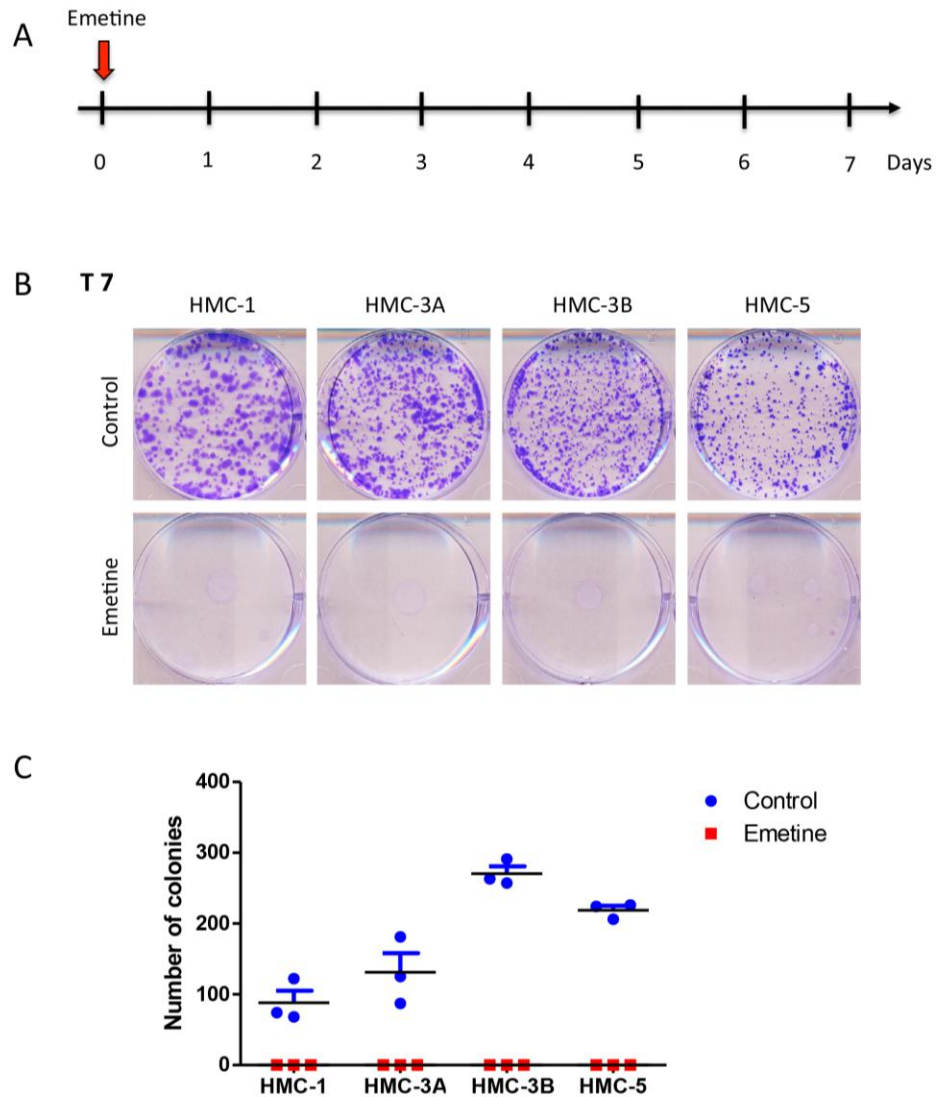 A
Emetine
0 1 2 3 4 5 6 7 Days
B
T 7
HMC-1 HMC-3A HMC-3B HMC-5
Control
Emetine
C
400
300
200
100
0
Number of colonies
HMC-1 HMC-3A HMC-3B HMC-5
Control
Emetine